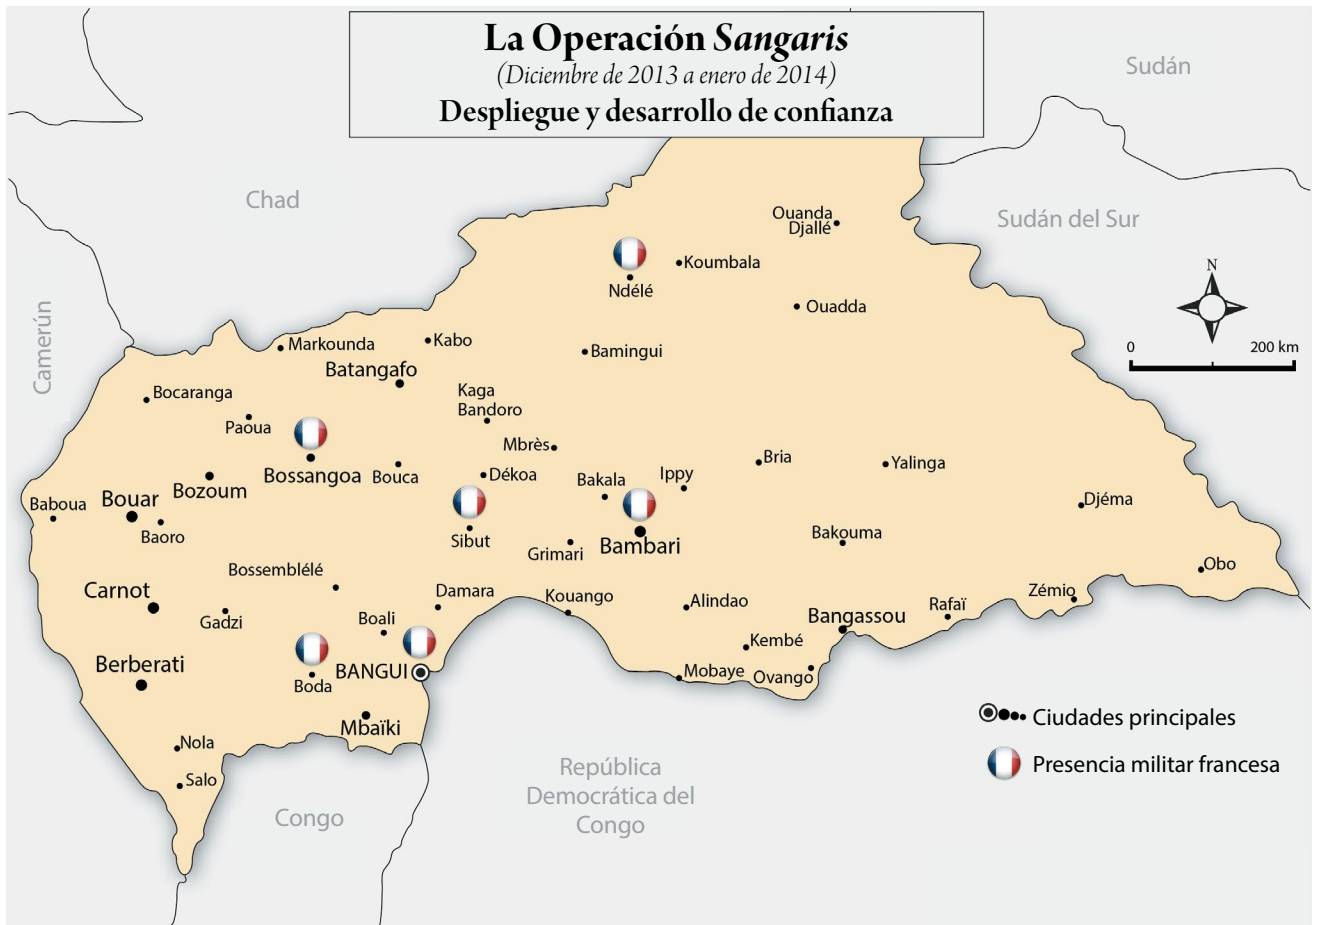 La Operación Sangaris
(Diciembre de 2013 a enero de 2014)
Despliegue y desarrollo de confianza
Sudán
Chad
Sudán del Sur
Camerún
Ouanda
Djallé
Koumbala
Ndélé
Ouadda
N
0 200 km
Markounda
Kabo
Bamingui
Batangafo
Bocaranga
Kaga
Bandoro
Paoua
Mbrès
Bossangoa
Bouca
Dékoa
Bria
Yalinga
Bozoum
Bakala
Ippy
Baboua
Bouar
Djéma
Baoro
Sibut
Grimari
Bambari
Bakouma
Bossemblélé
Obo
Carnot
Damara
Kouango
Alindao
Zémio
Gadzi
Boali
Bangassou
Rafaï
Kembé
Berberati
BANGUI
Boda
Mobaye
Ovango
Mbaïki
Ciudades principales
Nola
Salo
Presencia militar francesa
República
Democrática del
Congo
Congo